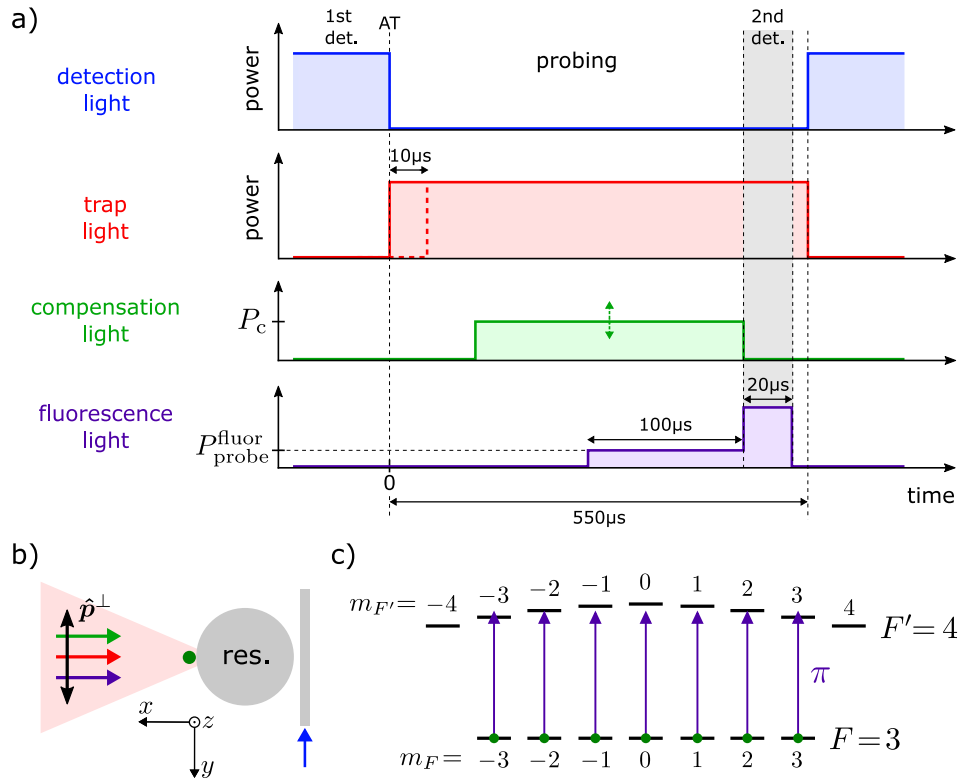 a)
1st det.
AT
2nd det.
detection light
power
probing
trap light
power
10µs
compensation light
P_c
fluorescence light
P_probe^fluor
100µs
20µs
0
time
550µs
b)
p̂^⊥
res.
x
z
y
c)
m_F'= −4 −3 −2 −1 0 1 2 3 4
F'=4
π
F=3
m_F= −3 −2 −1 0 1 2 3